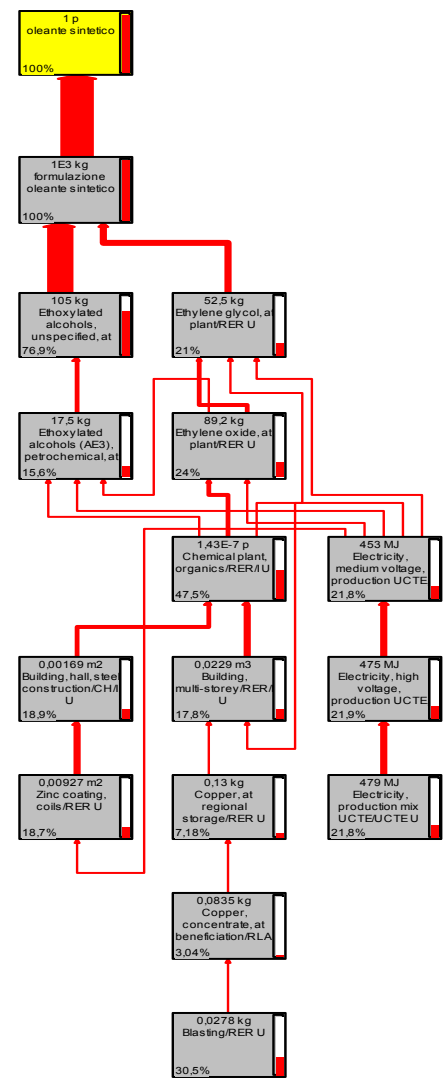 1 p
oleante sintetico
100%
1E3 kg
formulazione
oleante sintetico
100%
105 kg
Ethoxylated
alcohols,
unspecified, at
76,9%
52,5 kg
Ethylene glycol, at
plant/RER U
21%
17,5 kg
Ethoxylated
alcohols (AE3),
petrochemical, at
15,6%
89,2 kg
Ethylene oxide, at
plant/RER U
24%
1,43E-7 p
Chemical plant,
organics/RER/I U
47,5%
453 MJ
Electricity,
medium voltage,
production UCTE
21,8%
0,00169 m2
Building, hall, steel
construction/CH/I
U
18,9%
0,0229 m3
Building,
multi-storey/RER/I
U
17,8%
475 MJ
Electricity, high
voltage,
production UCTE
21,9%
0,00927 m2
Zinc coating,
coils/RER U
18,7%
0,13 kg
Copper, at
regional
storage/RER U
7,18%
479 MJ
Electricity,
production mix
UCTE/UCTE U
21,8%
0,0835 kg
Copper,
concentrate, at
beneficiation/RLA
3,04%
0,0278 kg
Blasting/RER U
30,5%